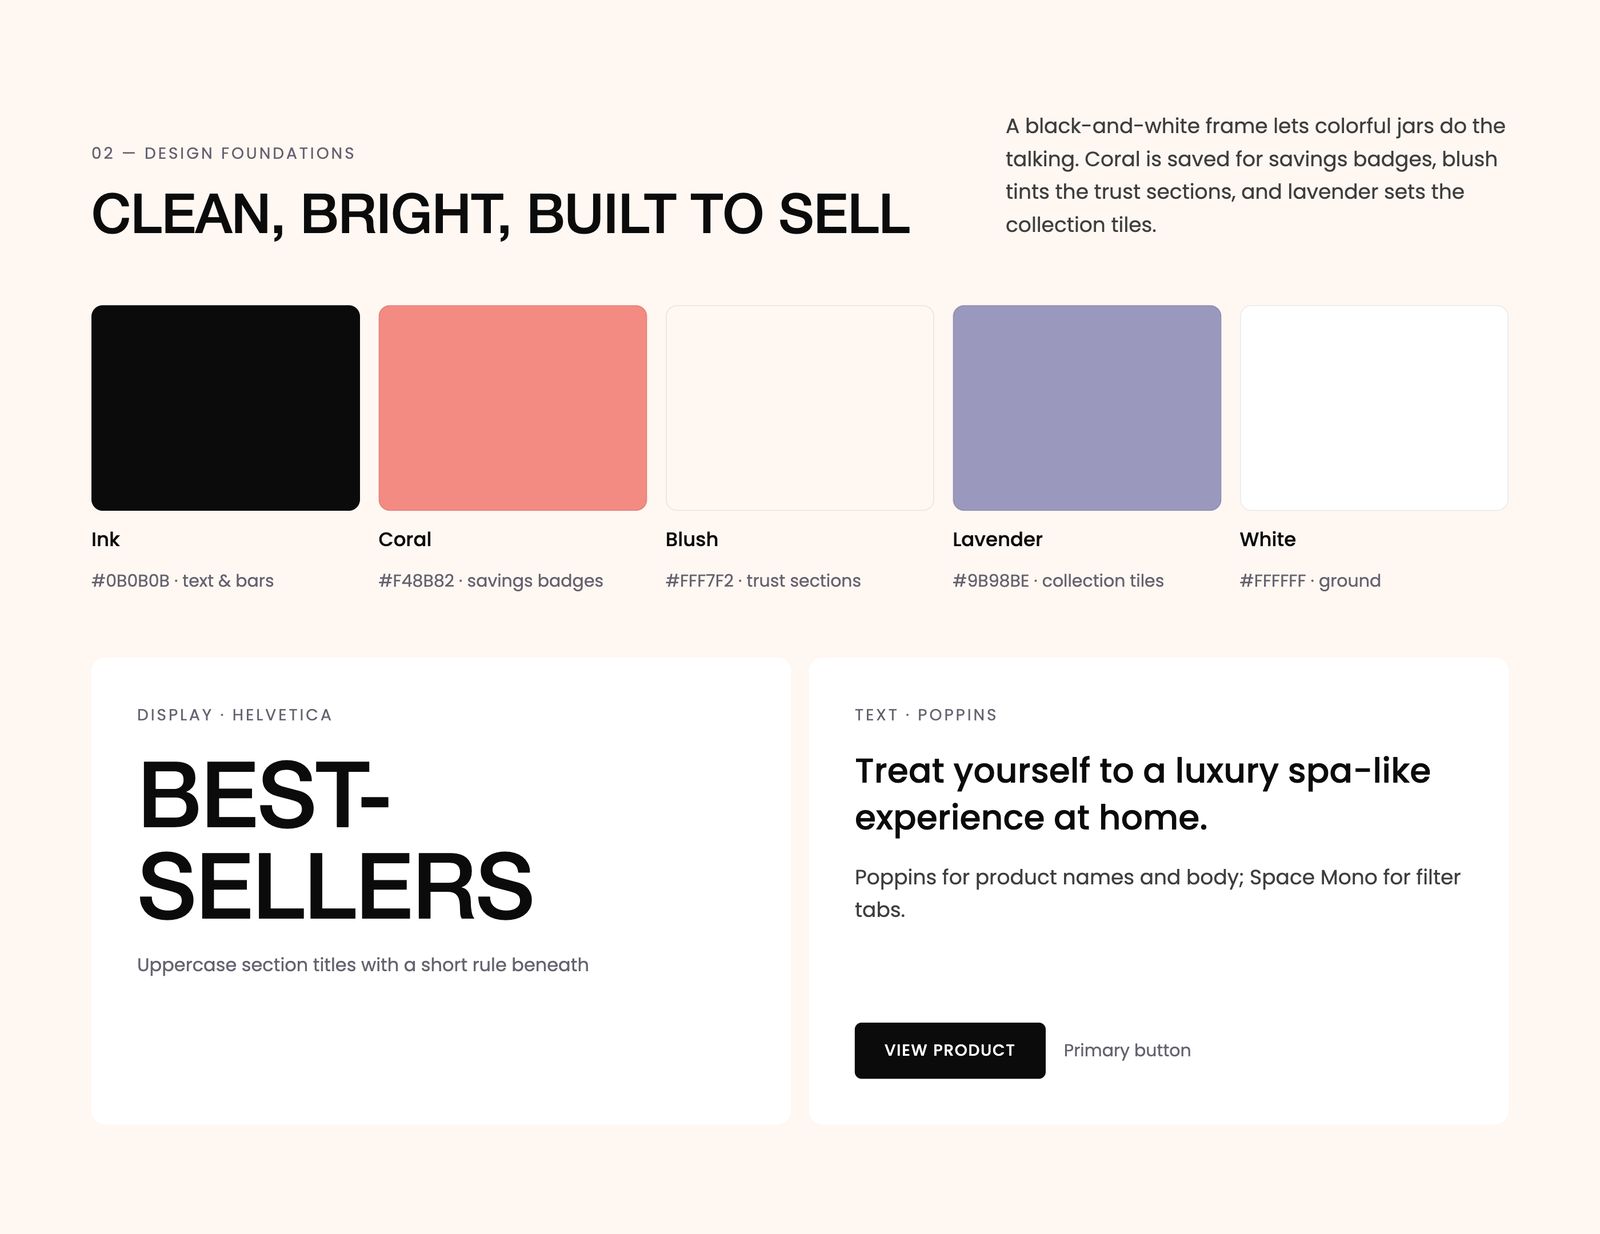 02 — DESIGN FOUNDATIONS
CLEAN, BRIGHT, BUILT TO SELL
A black-and-white frame lets colorful jars do the
talking. Coral is saved for savings badges, blush
tints the trust sections, and lavender sets the
collection tiles.
Ink
#0B0B0B · text & bars
Coral
#F48B82 · savings badges
Blush
#FFF7F2 · trust sections
Lavender
#9B98BE · collection tiles
White
#FFFFFF · ground
DISPLAY · HELVETICA
BEST-
SELLERS
Uppercase section titles with a short rule beneath
TEXT · POPPINS
Treat yourself to a luxury spa-like
experience at home.
Poppins for product names and body; Space Mono for filter
tabs.
VIEW PRODUCT
Primary button